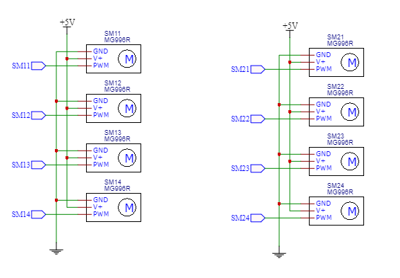 +5V
SM11
MG996R
GND
V+
PWM
M
SM11
SM12
MG996R
GND
V+
PWM
M
SM12
SM13
MG996R
GND
V+
PWM
M
SM13
SM14
MG996R
GND
V+
PWM
M
SM14
+5V
SM21
MG996R
GND
V+
PWM
M
SM21
SM22
MG996R
GND
V+
PWM
M
SM22
SM23
MG996R
GND
V+
PWM
M
SM23
SM24
MG996R
GND
V+
PWM
M
SM24